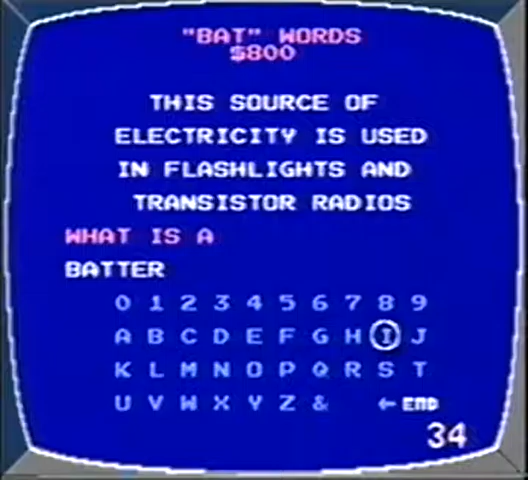 "BAT" WORDS
$800
THIS SOURCE OF
ELECTRICITY IS USED
IN FLASHLIGHTS AND
TRANSISTOR RADIOS
WHAT IS A
BATTER
0 1 2 3 4 5 6 7 8 9
A B C D E F G H I J
K L M N O P Q R S T
U V W X Y Z & ← END
34